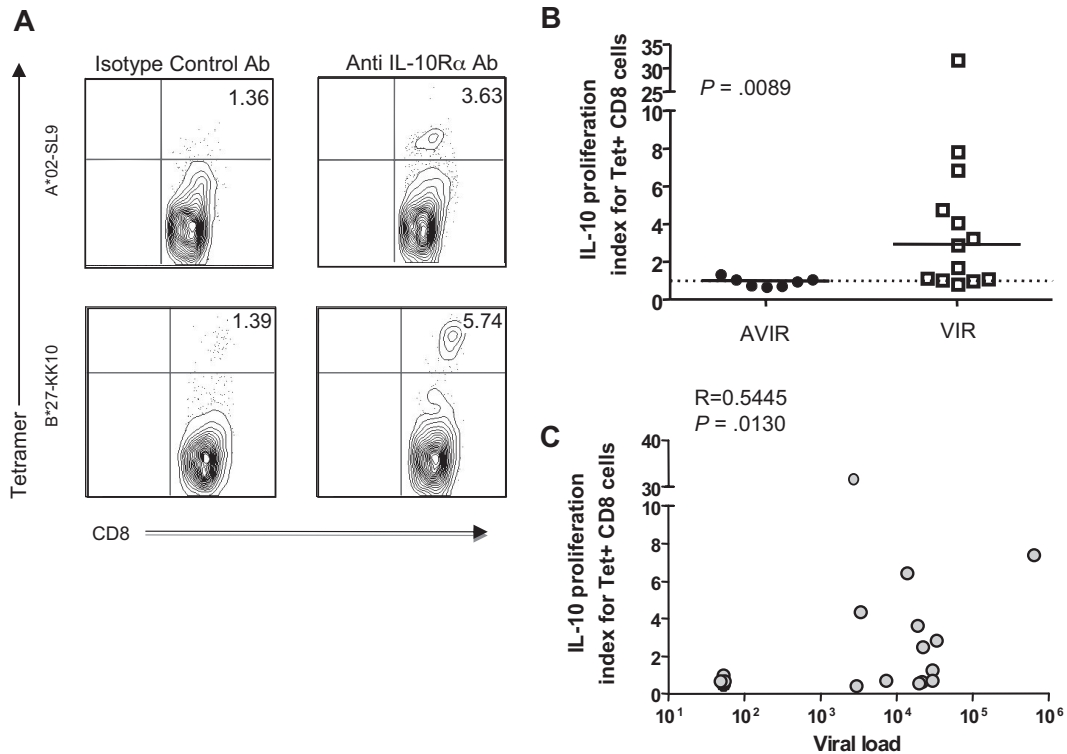 A
Isotype Control Ab
Anti IL-10Rα Ab
1.36
3.63
A*02-SL9
1.39
5.74
B*27-KK10
Tetramer
CD8
B
IL-10 proliferation
index for Tet+ CD8 cells
35
30
25
10
8
6
4
2
0
P = .0089
AVIR
VIR
C
R=0.5445
P = .0130
IL-10 proliferation
index for Tet+ CD8 cells
40
30
8
6
4
2
0
10¹
10²
10³
10⁴
10⁵
10⁶
Viral load